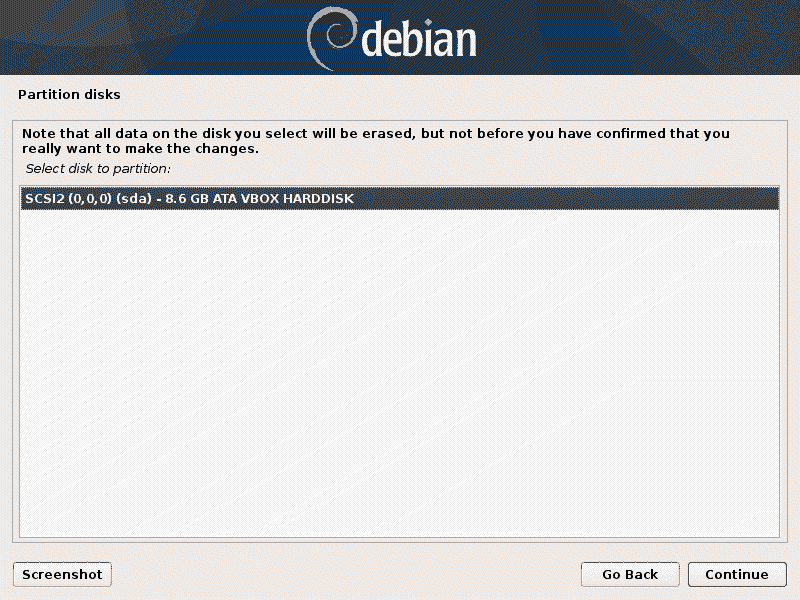 debian
Partition disks
Note that all data on the disk you select will be erased, but not before you have confirmed that you
really want to make the changes.
Select disk to partition:
SCSI2 (0,0,0) (sda) - 8.6 GB ATA VBOX HARDDISK
Screenshot
Go Back
Continue